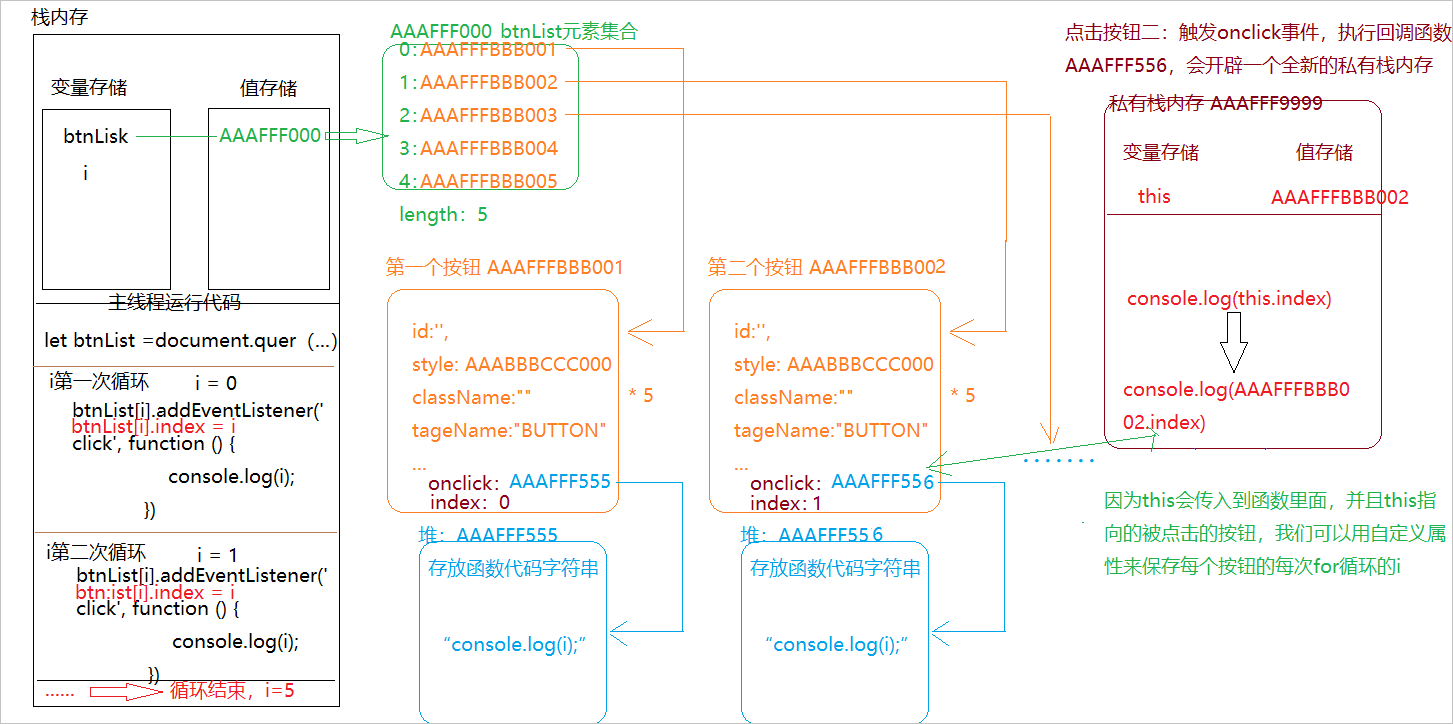 栈内存
变量存储
值存储
btnLisk
AAAFFF000
i
主线程运行代码
let btnList =document.quer（...）
i第一次循环
i = 0
btnList[i].addEventListener('
btnList[i].index = i
click', function () {
console.log(i);
})
i第二次循环
i = 1
btnList[i].addEventListener('
btn:ist[i].index = i
click', function () {
console.log(i);
})
......
循环结束，i=5
AAAFFF000 btnList元素集合
0:AAAFFFBBB001
1:AAAFFFBBB002
2:AAAFFFBBB003
3:AAAFFFBBB004
4:AAAFFFBBB005
length：5
第一个按钮 AAAFFFBBB001
id:'',
style: AAABBBCCC000
className:""
tageName:"BUTTON"
...
onclick：AAAFFF555
index：0
* 5
堆：AAAFFF555
存放函数代码字符串
“console.log(i);”
第二个按钮 AAAFFFBBB002
id:'',
style: AAABBBCCC000
className:""
tageName:"BUTTON"
...
onclick：AAAFFF556
index：1
* 5
堆：AAAFFF556
存放函数代码字符串
“console.log(i);”
.......
点击按钮二：触发onclick事件，执行回调函数
AAAFFF556，会开辟一个全新的私有栈内存
私有栈内存 AAAFFF9999
变量存储
值存储
this
AAAFFFBBB002
console.log(this.index)
console.log(AAAFFFBBB0
02.index)
因为this会传入到函数里面，并且this指
向的被点击的按钮，我们可以用自定义属
性来保存每个按钮的每次for循环的i